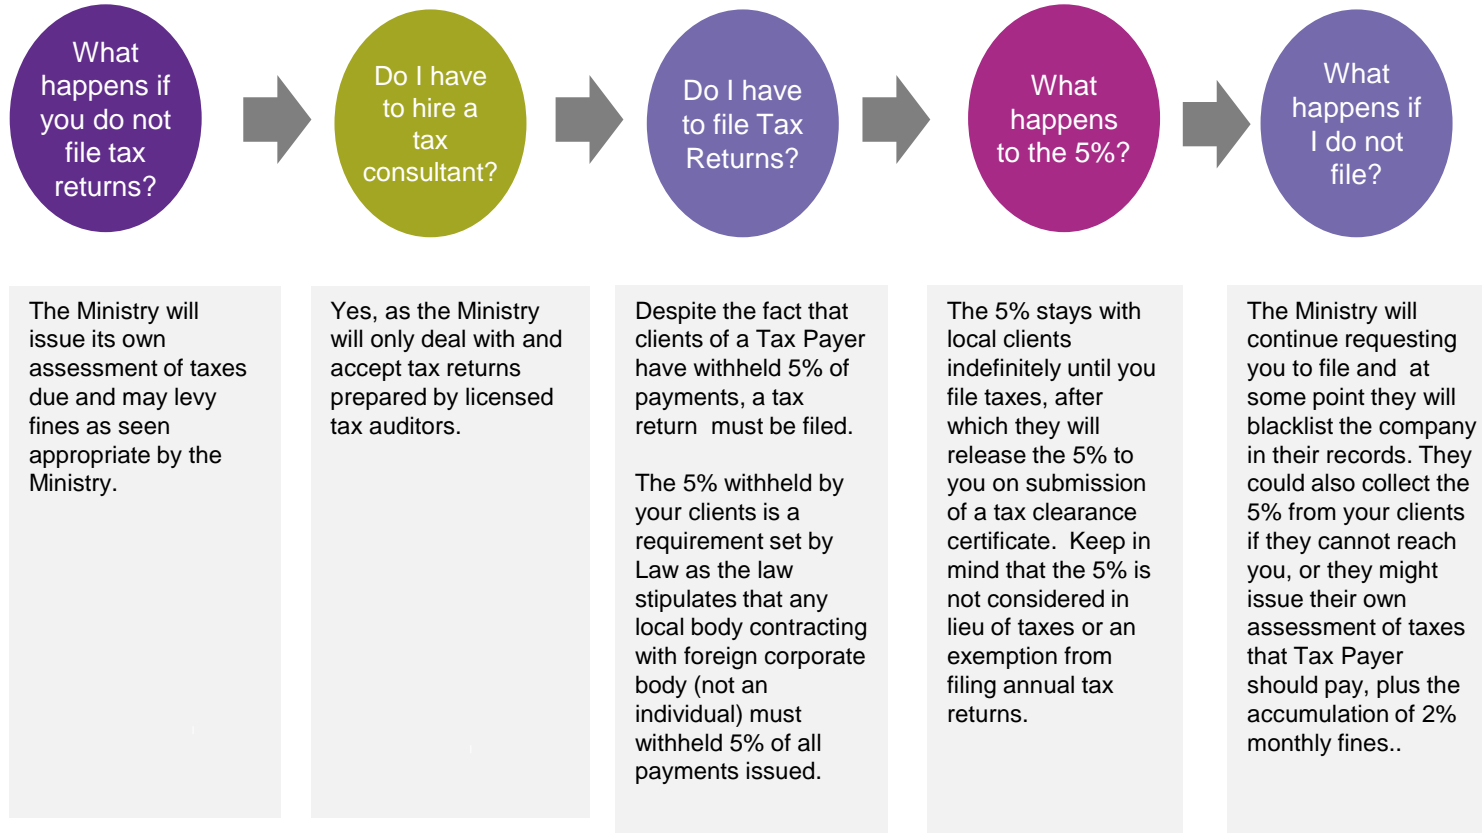 What
happens if
you do not
file tax
returns?
Do I have
to hire a
tax
consultant?
Do I have
to file Tax
Returns?
What
happens
to the 5%?
What
happens if
I do not
file?
The Ministry will
issue its own
assessment of taxes
due and may levy
fines as seen
appropriate by the
Ministry.
Yes, as the Ministry
will only deal with and
accept tax returns
prepared by licensed
tax auditors.
Despite the fact that
clients of a Tax Payer
have withheld 5% of
payments, a tax
return  must be filed.
The 5% withheld by
your clients is a
requirement set by
Law as the law
stipulates that any
local body contracting
with foreign corporate
body (not an
individual) must
withheld 5% of all
payments issued.
The 5% stays with
local clients
indefinitely until you
file taxes, after
which they will
release the 5% to
you on submission
of a tax clearance
certificate.  Keep in
mind that the 5% is
not considered in
lieu of taxes or an
exemption from
filing annual tax
returns.
The Ministry will
continue requesting
you to file and  at
some point they will
blacklist the company
in their records. They
could also collect the
5% from your clients
if they cannot reach
you, or they might
issue their own
assessment of taxes
that Tax Payer
should pay, plus the
accumulation of 2%
monthly fines..